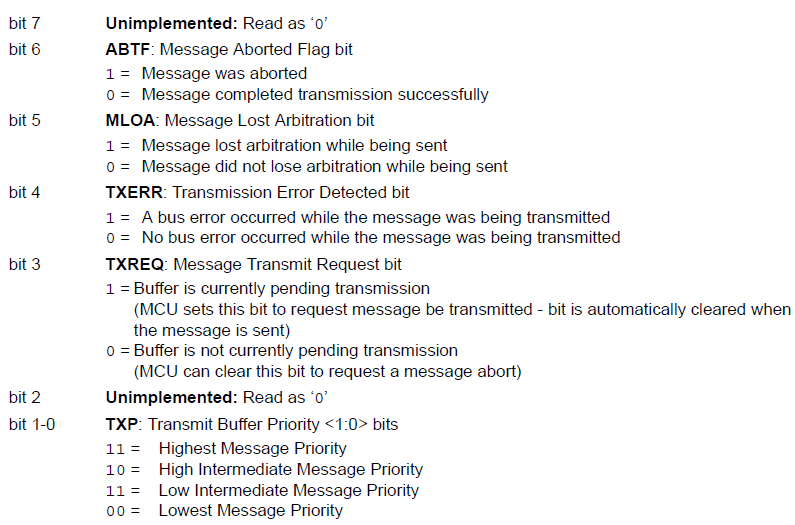 bit 7 Unimplemented: Read as ‘0’
bit 6 ABTF: Message Aborted Flag bit
1 = Message was aborted
0 = Message completed transmission successfully
bit 5 MLOA: Message Lost Arbitration bit
1 = Message lost arbitration while being sent
0 = Message did not lose arbitration while being sent
bit 4 TXERR: Transmission Error Detected bit
1 = A bus error occurred while the message was being transmitted
0 = No bus error occurred while the message was being transmitted
bit 3 TXREQ: Message Transmit Request bit
1 = Buffer is currently pending transmission
(MCU sets this bit to request message be transmitted - bit is automatically cleared when
the message is sent)
0 = Buffer is not currently pending transmission
(MCU can clear this bit to request a message abort)
bit 2 Unimplemented: Read as ‘0’
bit 1-0 TXP: Transmit Buffer Priority <1:0> bits
11 = Highest Message Priority
10 = High Intermediate Message Priority
11 = Low Intermediate Message Priority
00 = Lowest Message Priority